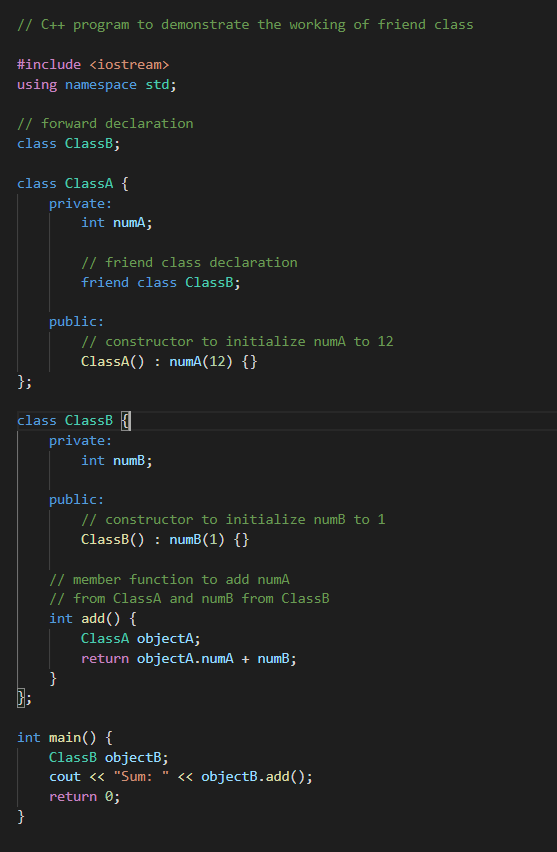 // C++ program to demonstrate the working of friend class

#include <iostream>
using namespace std;

// forward declaration
class ClassB;

class ClassA {
    private:
        int numA;

        // friend class declaration
        friend class ClassB;

    public:
        // constructor to initialize numA to 12
        ClassA() : numA(12) {}
};

class ClassB {
    private:
        int numB;

    public:
        // constructor to initialize numB to 1
        ClassB() : numB(1) {}

    // member function to add numA
    // from ClassA and numB from ClassB
    int add() {
        ClassA objectA;
        return objectA.numA + numB;
    }
};

int main() {
    ClassB objectB;
    cout << "Sum: " << objectB.add();
    return 0;
}